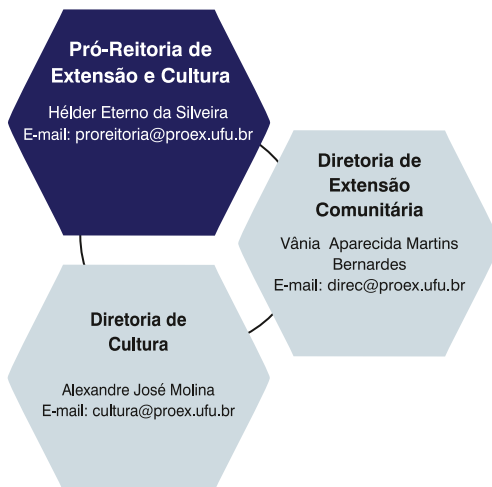 Pró-Reitoria de
Extensão e Cultura
Hélder Eterno da Silveira
E-mail: proreitoria@proex.ufu.br
Diretoria de
Extensão
Comunitária
Vânia Aparecida Martins
Bernardes
E-mail: direc@proex.ufu.br
Diretoria de
Cultura
Alexandre José Molina
E-mail: cultura@proex.ufu.br